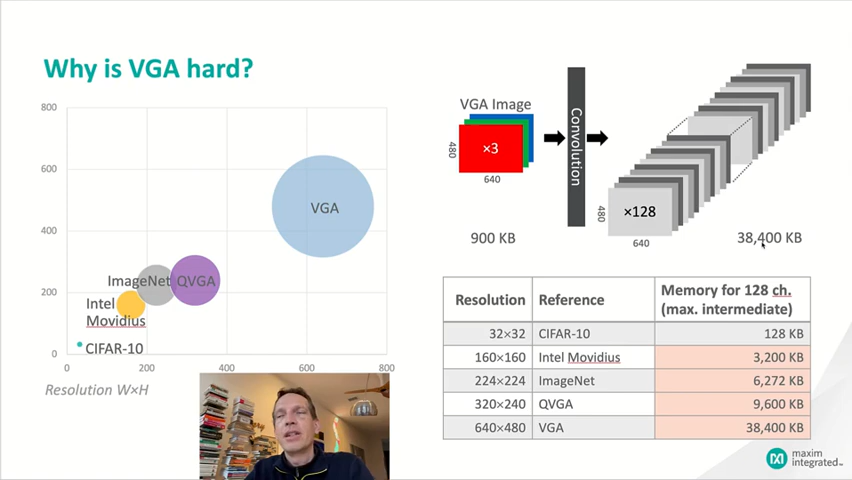 Why is VGA hard?
800
600
400
200
0
0
200
400
600
800
VGA
ImageNet
QVGA
Intel
Movidius
CIFAR-10
Resolution W×H
VGA Image
×3
480
640
900 KB
Convolution
×128
480
640
38,400 KB
Resolution Reference Memory for 128 ch.
(max. intermediate)
32×32 CIFAR-10 128 KB
160×160 Intel Movidius 3,200 KB
224×224 ImageNet 6,272 KB
320×240 QVGA 9,600 KB
640×480 VGA 38,400 KB
maxim
integrated™